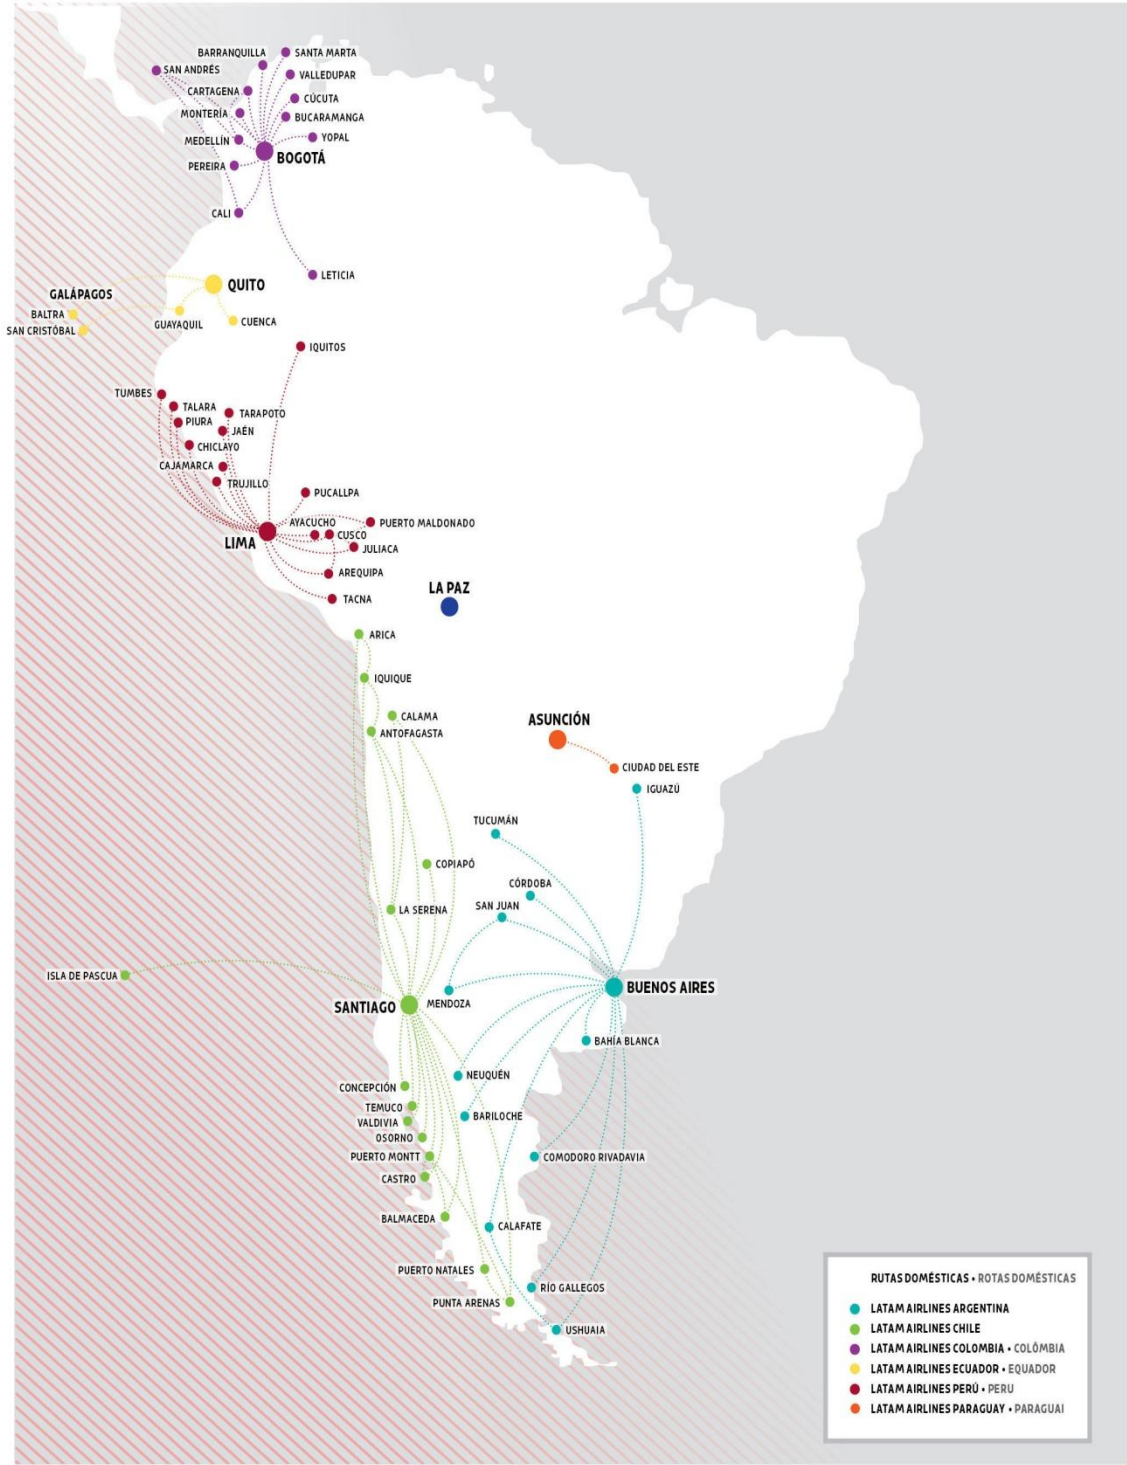 BARRANQUILLA
SANTA MARTA
SAN ANDRÉS
VALLEDUPAR
CARTAGENA
CÚCUTA
MONTERÍA
BUCARAMANGA
MEDELLÍN
YOPAL
BOGOTÁ
PEREIRA
CALI
LETICIA
QUITO
GALÁPAGOS
BALTRA
SAN CRISTÓBAL
GUAYAQUIL
CUENCA
IQUITOS
TUMBES
TALARA
TARAPOTO
PIURA
JAÉN
CHICLAYO
CAJAMARCA
TRUJILLO
PUCALLPA
AYACUCHO
PUERTO MALDONADO
CUSCO
LIMA
JULIACA
AREQUIPA
LA PAZ
TACNA
ARICA
IQUIQUE
CALAMA
ANTOFAGASTA
ASUNCIÓN
CIUDAD DEL ESTE
IGUAZÚ
TUCUMÁN
COPIAPÓ
CÓRDOBA
SAN JUAN
LA SERENA
ISLA DE PASCUA
BUENOS AIRES
SANTIAGO
MENDOZA
BAHÍA BLANCA
NEUQUÉN
CONCEPCIÓN
TEMUCO
BARILOCHE
VALDIVIA
OSORNO
PUERTO MONTT
COMODORO RIVADAVIA
CASTRO
BALMACEDA
CALAFATE
PUERTO NATALES
RÍO GALLEGOS
PUNTA ARENAS
USHUAIA
RUTAS DOMÉSTICAS • ROTAS DOMÉSTICAS
LATAM AIRLINES ARGENTINA
LATAM AIRLINES CHILE
LATAM AIRLINES COLOMBIA • COLÔMBIA
LATAM AIRLINES ECUADOR • EQUADOR
LATAM AIRLINES PERÚ • PERU
LATAM AIRLINES PARAGUAY • PARAGUAI